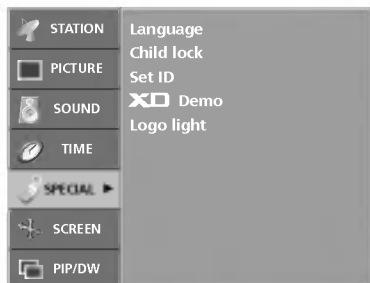 STATION
PICTURE
SOUND
TIME
SPECIAL
SCREEN
PIP/DW
Language
Child lock
Set ID
XD Demo
Logo light